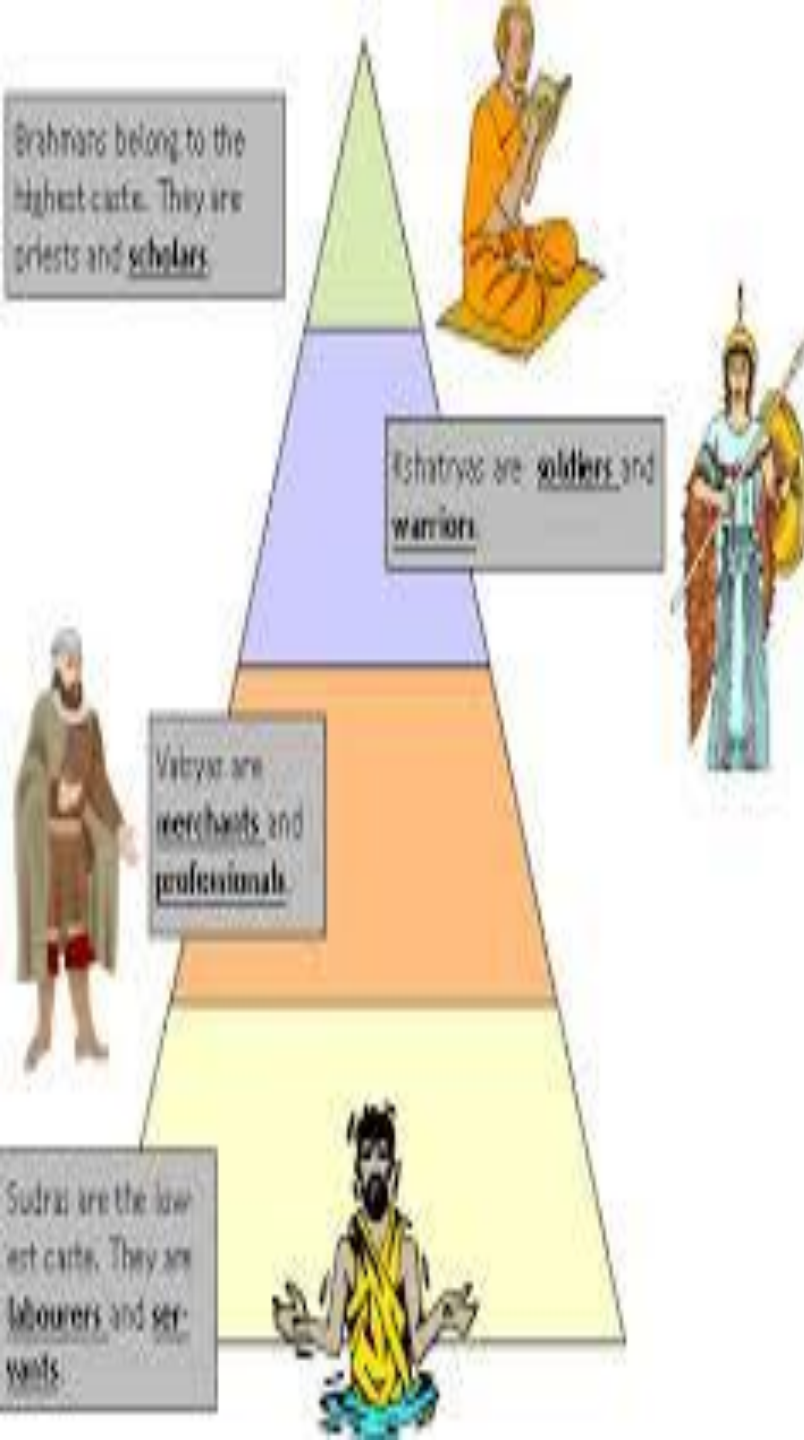 Brahmans belong to the
highest caste. They are
priests and scholars.
Kshatryas are soldiers and
warriors.
Vaisyas are
merchants and
professionals.
Sudras are the low-
est caste. They are
labourers and ser-
vants.